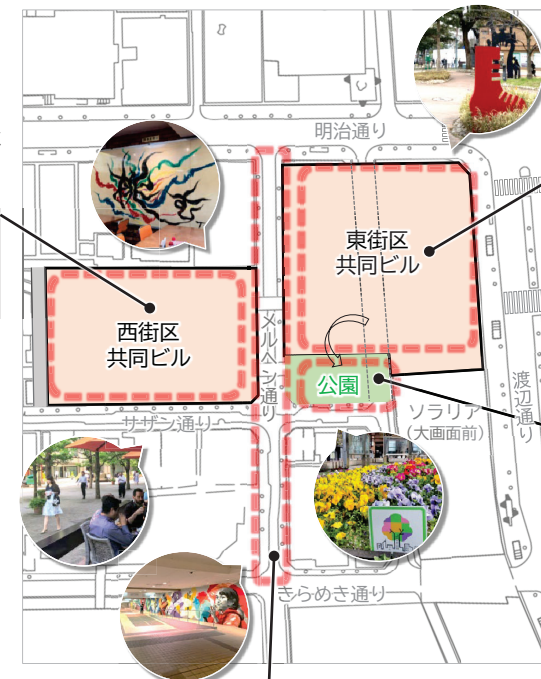 明治通り
東街区
共同ビル
西街区
共同ビル
メルヘン通り
公園
渡辺通り
ソラリア
(大画面前)
サザン通り
きらめき通り